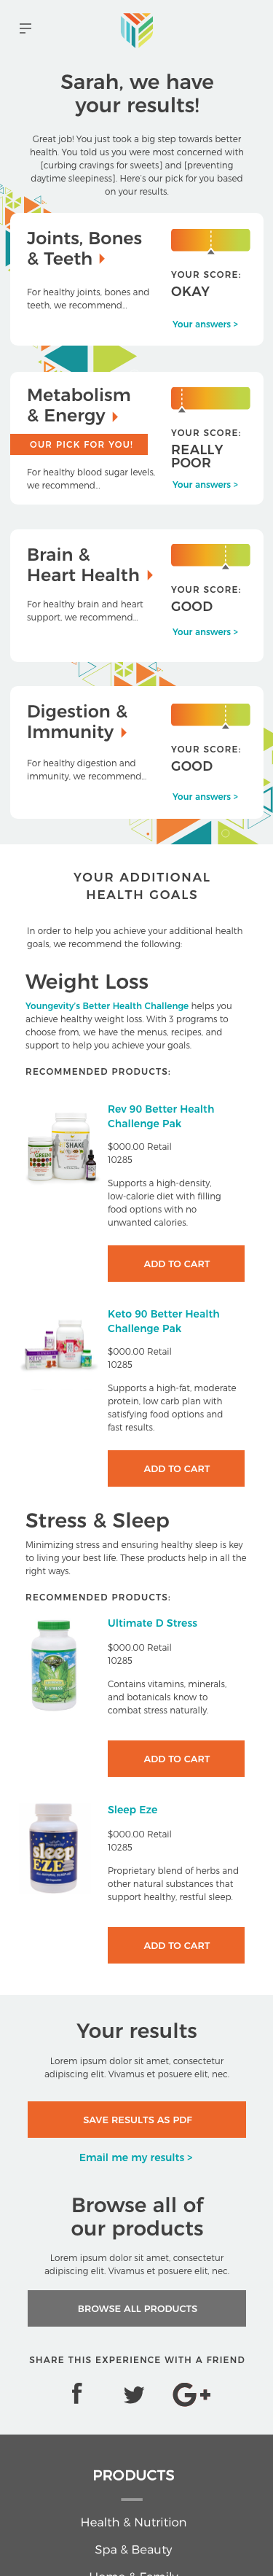 Sarah, we have
your results!
Great job! You just took a big step towards better
health. You told us you were most concerned with
[curbing cravings for sweets] and [preventing
daytime sleepiness]. Here's our pick for you based
on your results.
Joints, Bones
& Teeth
For healthy joints, bones and
teeth, we recommend...
YOUR SCORE:
OKAY
Your answers >
Metabolism
& Energy
OUR PICK FOR YOU!
For healthy blood sugar levels,
we recommend...
YOUR SCORE:
REALLY
POOR
Your answers >
Brain &
Heart Health
For healthy brain and heart
support, we recommend...
YOUR SCORE:
GOOD
Your answers >
Digestion &
Immunity
For healthy digestion and
immunity, we recommend...
YOUR SCORE:
GOOD
Your answers >
YOUR ADDITIONAL
HEALTH GOALS
In order to help you achieve your additional health
goals, we recommend the following:
Weight Loss
Youngevity's Better Health Challenge helps you
achieve healthy weight loss. With 3 programs to
choose from, we have the menus, recipes, and
support to help you achieve your goals.
RECOMMENDED PRODUCTS:
SHAKE
Rev 90 Better Health
Challenge Pak
$000.00 Retail
10285
Supports a high-density,
low-calorie diet with filling
food options with no
unwanted calories.
ADD TO CART
Keto 90 Better Health
Challenge Pak
$000.00 Retail
10285
Supports a high-fat, moderate
protein, low carb plan with
satisfying food options and
fast results.
ADD TO CART
Stress & Sleep
Minimizing stress and ensuring healthy sleep is key
to living your best life. These products help in all the
right ways.
RECOMMENDED PRODUCTS:
Ultimate D Stress
$000.00 Retail
10285
Contains vitamins, minerals,
and botanicals know to
combat stress naturally.
ADD TO CART
sleep
EZE
Sleep Eze
$000.00 Retail
10285
Proprietary blend of herbs and
other natural substances that
support healthy, restful sleep.
ADD TO CART
Your results
Lorem ipsum dolor sit amet, consectetur
adipiscing elit. Vivamus et posuere elit, nec.
SAVE RESULTS AS PDF
Email me my results >
Browse all of
our products
Lorem ipsum dolor sit amet, consectetur
adipiscing elit. Vivamus et posuere elit, nec.
BROWSE ALL PRODUCTS
SHARE THIS EXPERIENCE WITH A FRIEND
PRODUCTS
Health & Nutrition
Spa & Beauty
Home & Family